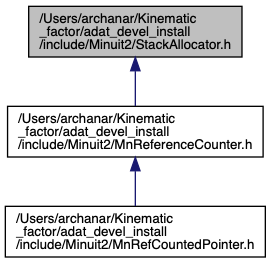 /Users/archanar/Kinematic
_factor/adat_devel_install
/include/Minuit2/StackAllocator.h
/Users/archanar/Kinematic
_factor/adat_devel_install
/include/Minuit2/MnReferenceCounter.h
/Users/archanar/Kinematic
_factor/adat_devel_install
/include/Minuit2/MnRefCountedPointer.h